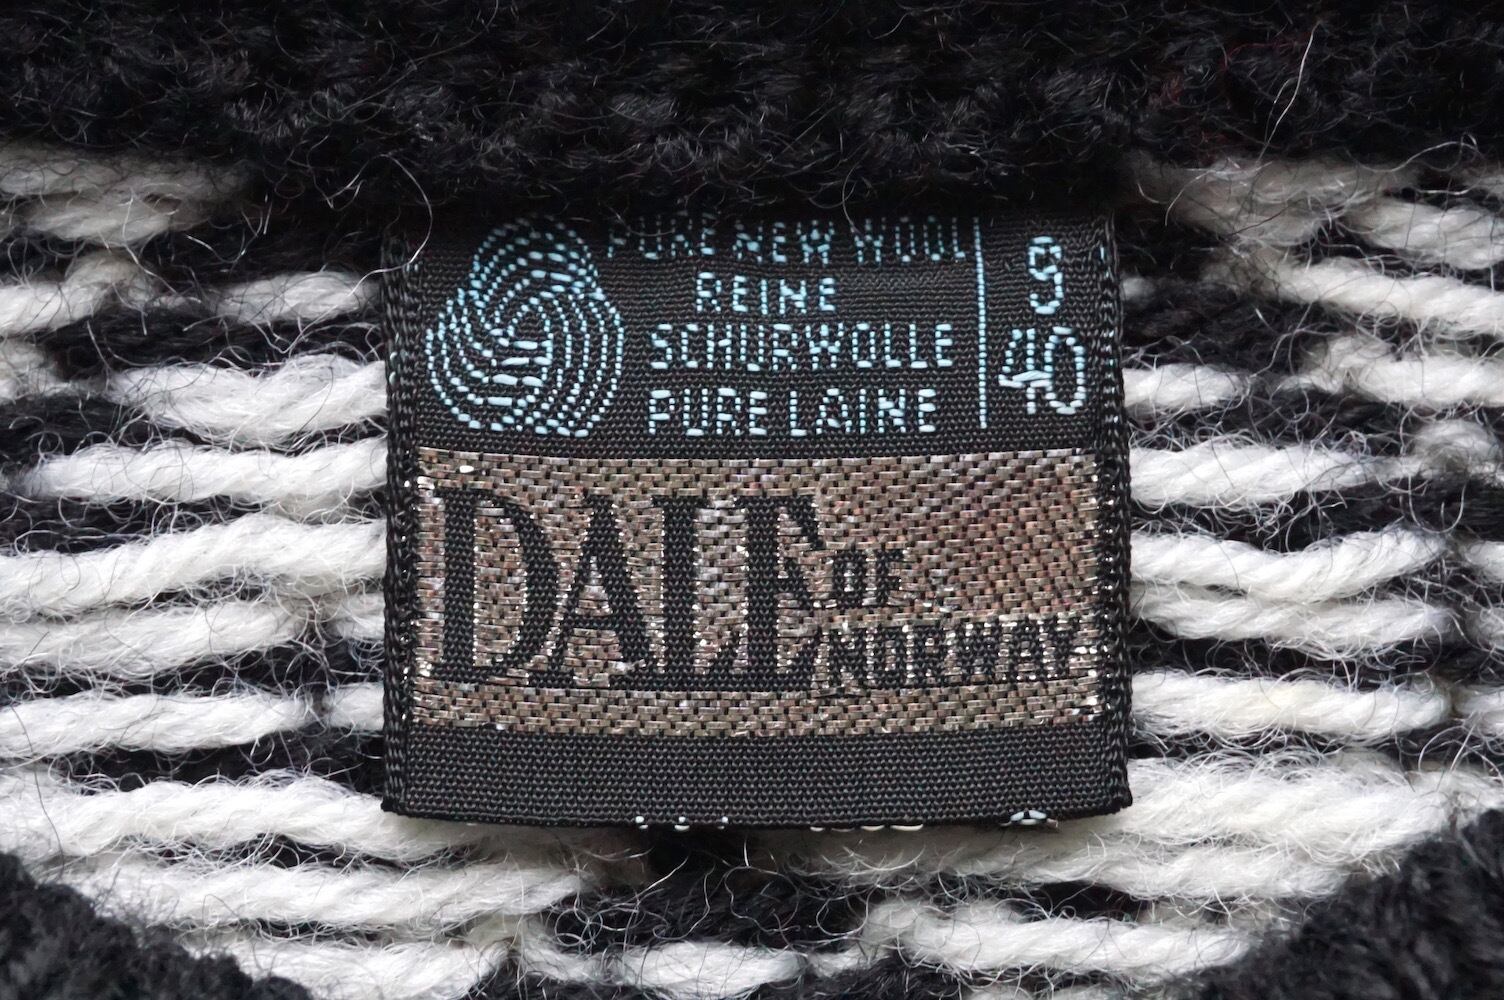 PURE NEW WOOL
REINE
SCHURWOLLE
PURE LAINE
S
40
DALE
OF
NORWAY